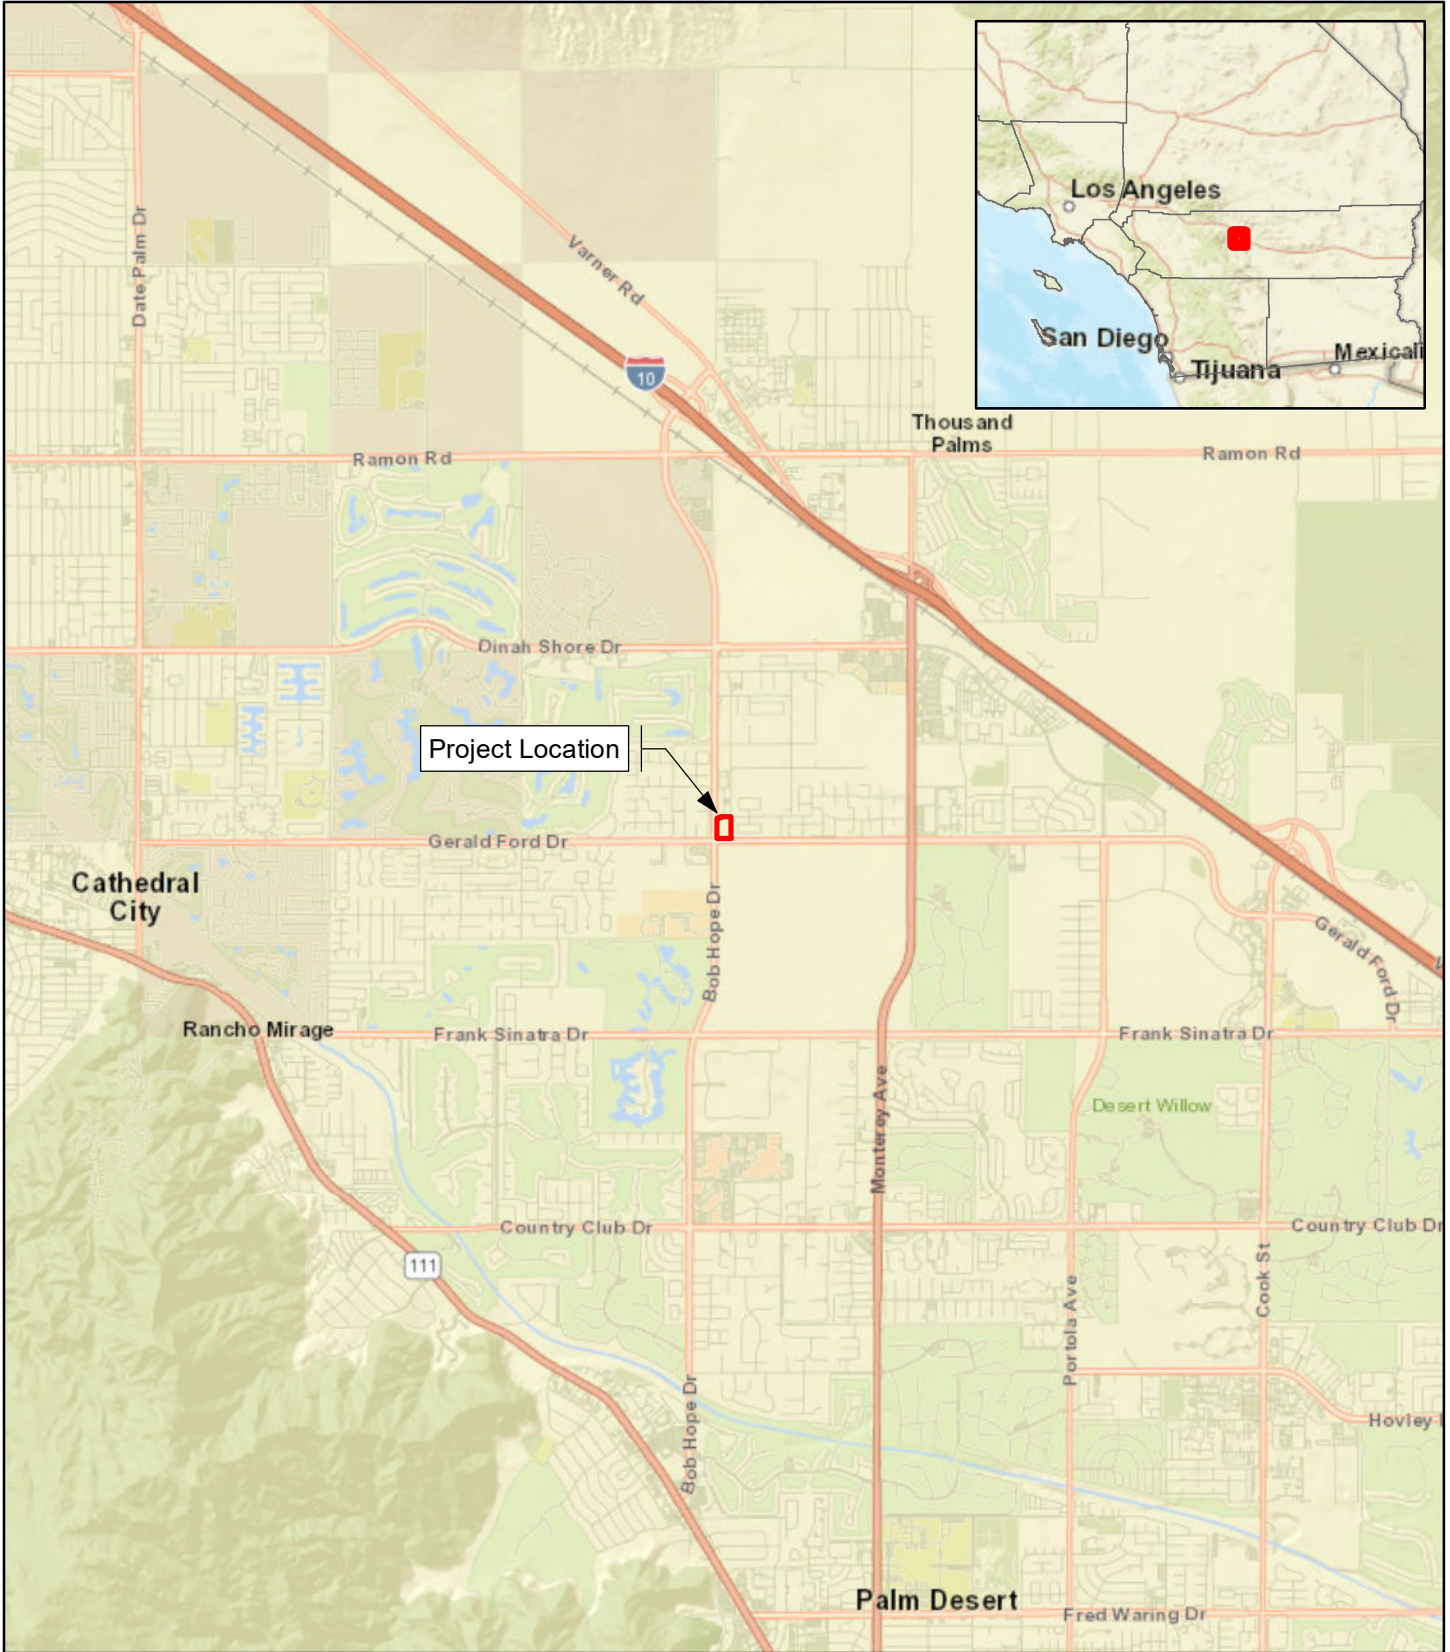 Los Angeles
San Diego
Tijuana
Mexicali
Date Palm Dr
Varner Rd
10
Thousand
Palms
Ramon Rd
Ramon Rd
Dinah Shore Dr
Project Location
Gerald Ford Dr
Cathedral
City
Bob Hope Dr
Gerald Ford Dr
Rancho Mirage
Frank Sinatra Dr
Frank Sinatra Dr
Monterey Ave
Desert Willow
Country Club Dr
Country Club Dr
111
Cook St
Portola Ave
Bob Hope Dr
Hovley
Palm Desert
Fred Waring Dr